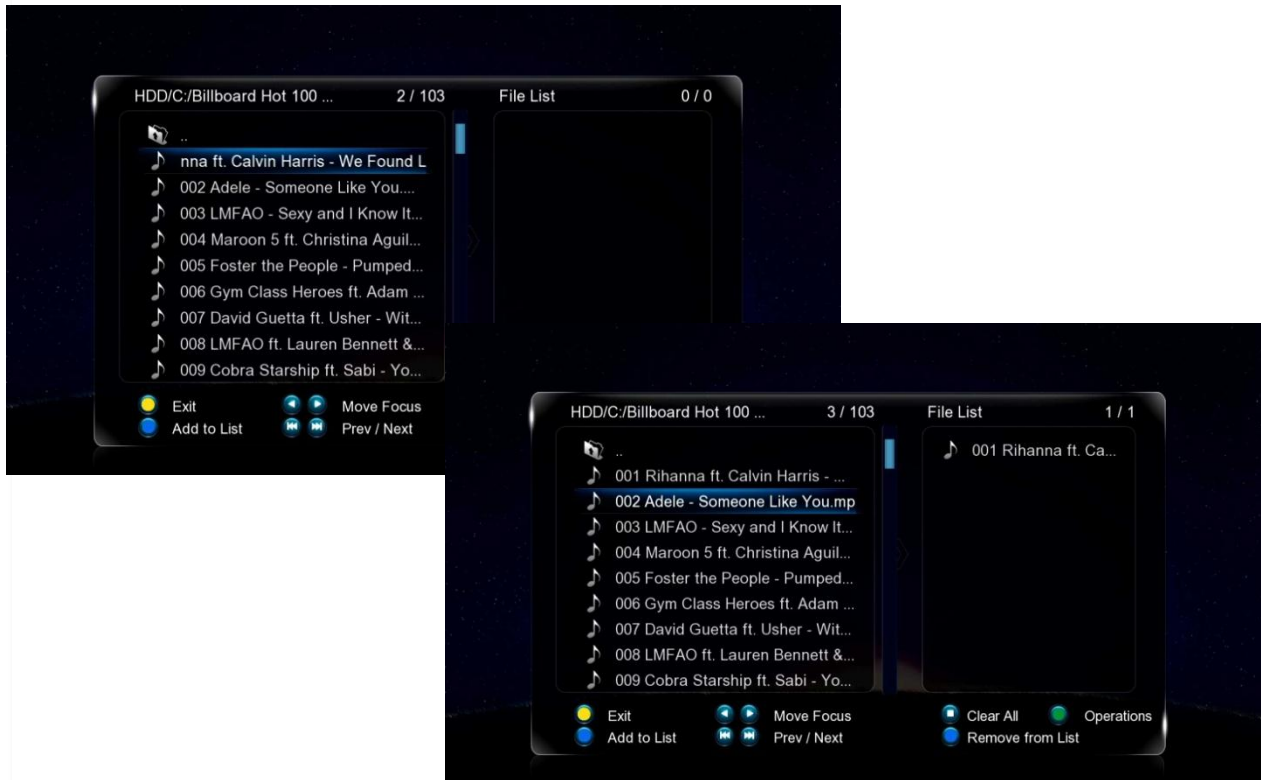 HDD/C:/Billboard Hot 100 ... 2 / 103 File List 0 / 0
..
nna ft. Calvin Harris - We Found L
002 Adele - Someone Like You....
003 LMFAO - Sexy and I Know It...
004 Maroon 5 ft. Christina Aguil...
005 Foster the People - Pumped...
006 Gym Class Heroes ft. Adam ...
007 David Guetta ft. Usher - Wit...
008 LMFAO ft. Lauren Bennett &...
009 Cobra Starship ft. Sabi - Yo...
Exit Move Focus
Add to List Prev / Next
HDD/C:/Billboard Hot 100 ... 3 / 103 File List 1 / 1
.. 001 Rihanna ft. Ca...
001 Rihanna ft. Calvin Harris - ...
002 Adele - Someone Like You.mp
003 LMFAO - Sexy and I Know It...
004 Maroon 5 ft. Christina Aguil...
005 Foster the People - Pumped...
006 Gym Class Heroes ft. Adam ...
007 David Guetta ft. Usher - Wit...
008 LMFAO ft. Lauren Bennett &...
009 Cobra Starship ft. Sabi - Yo...
Exit Move Focus Clear All Operations
Add to List Prev / Next Remove from List